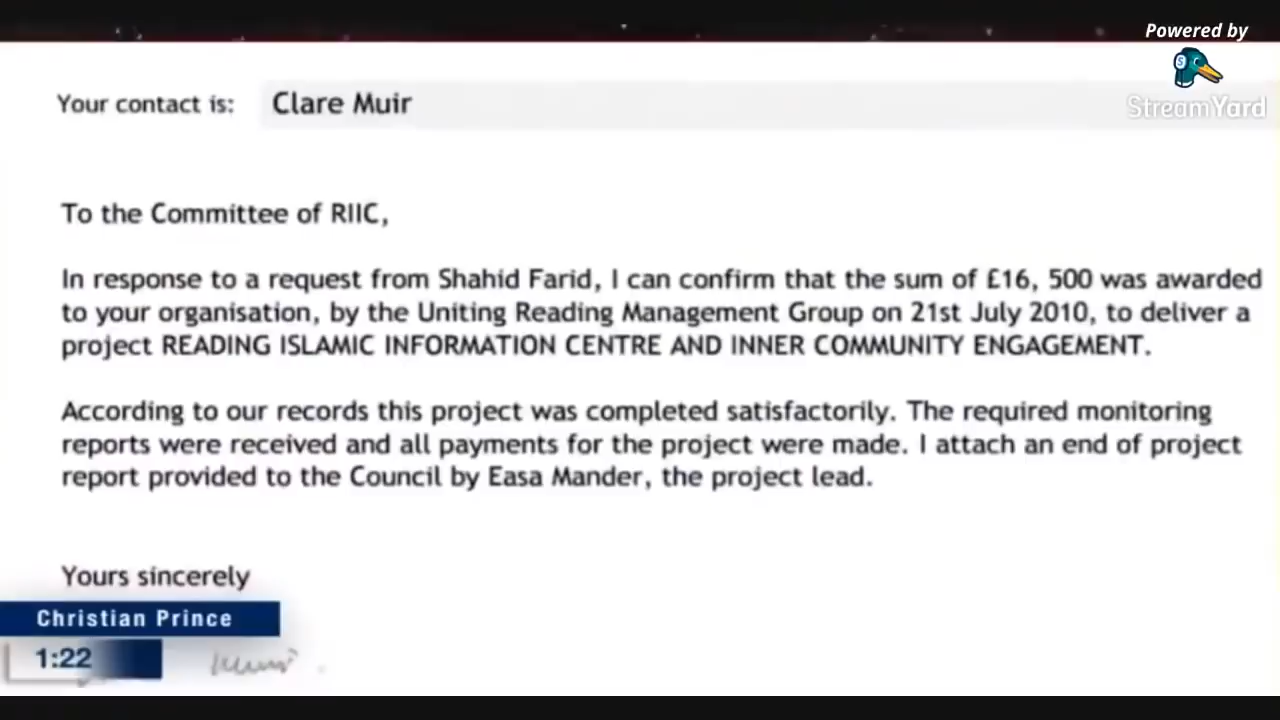 Powered by
StreamYard
Your contact is: Clare Muir
To the Committee of RIIC,
In response to a request from Shahid Farid, I can confirm that the sum of £16, 500 was awarded
to your organisation, by the Uniting Reading Management Group on 21st July 2010, to deliver a
project READING ISLAMIC INFORMATION CENTRE AND INNER COMMUNITY ENGAGEMENT.
According to our records this project was completed satisfactorily. The required monitoring
reports were received and all payments for the project were made. I attach an end of project
report provided to the Council by Easa Mander, the project lead.
Yours sincerely
Christian Prince
1:22